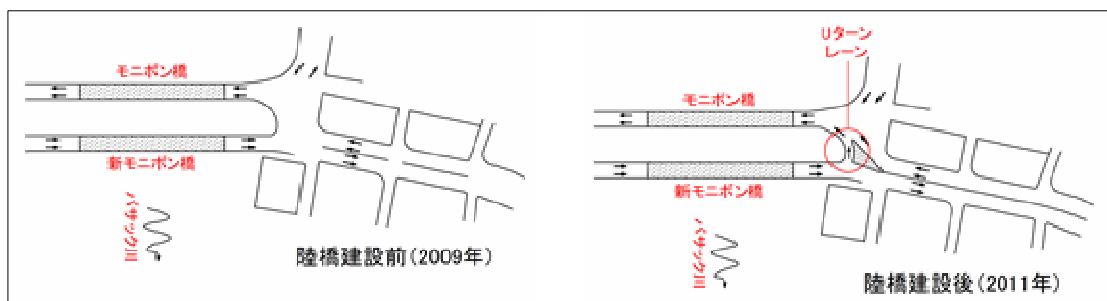 モニボン橋
新モニボン橋
バサック川
陸橋建設前(2009年)
Uターン
レーン
モニボン橋
新モニボン橋
バサック川
陸橋建設後(2011年)